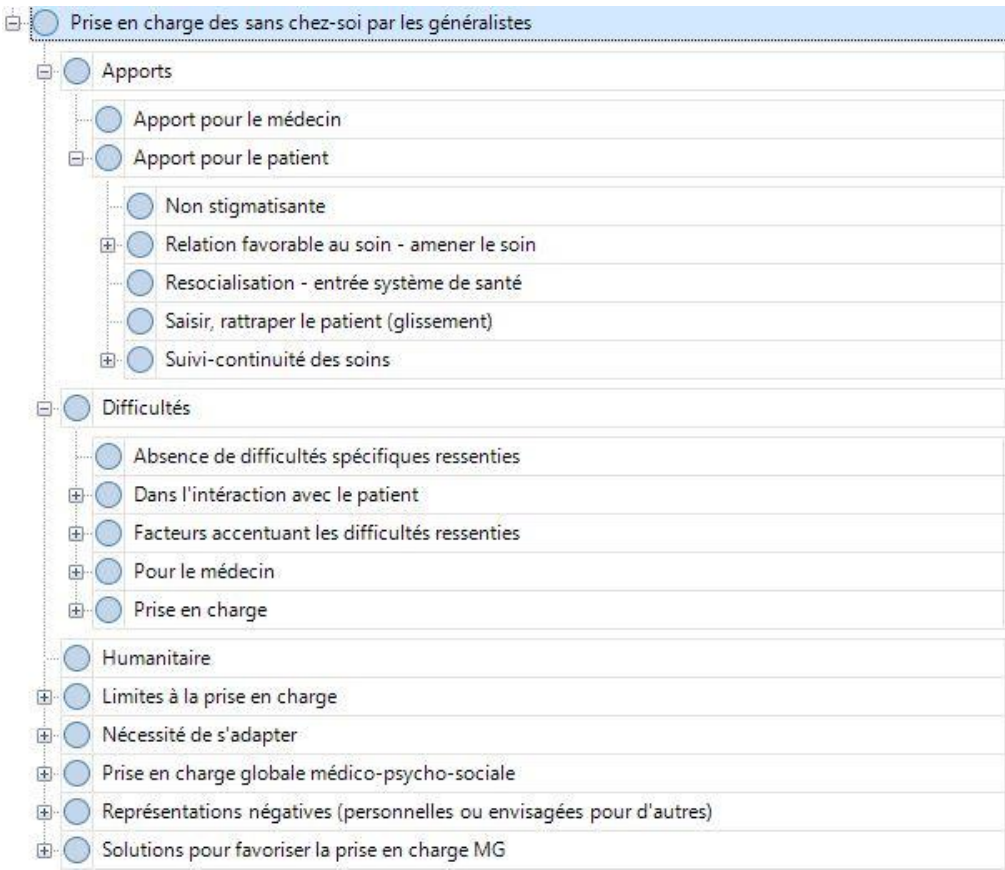 Prise en charge des sans chez-soi par les généralistes
Apports
Apport pour le médecin
Apport pour le patient
Non stigmatisante
Relation favorable au soin - amener le soin
Resocialisation - entrée système de santé
Saisir, rattraper le patient (glissement)
Suivi-continuité des soins
Difficultés
Absence de difficultés spécifiques ressenties
Dans l'intéraction avec le patient
Facteurs accentuant les difficultés ressenties
Pour le médecin
Prise en charge
Humanitaire
Limites à la prise en charge
Nécessité de s'adapter
Prise en charge globale médico-psycho-sociale
Représentations négatives (personnelles ou envisagées pour d'autres)
Solutions pour favoriser la prise en charge MG